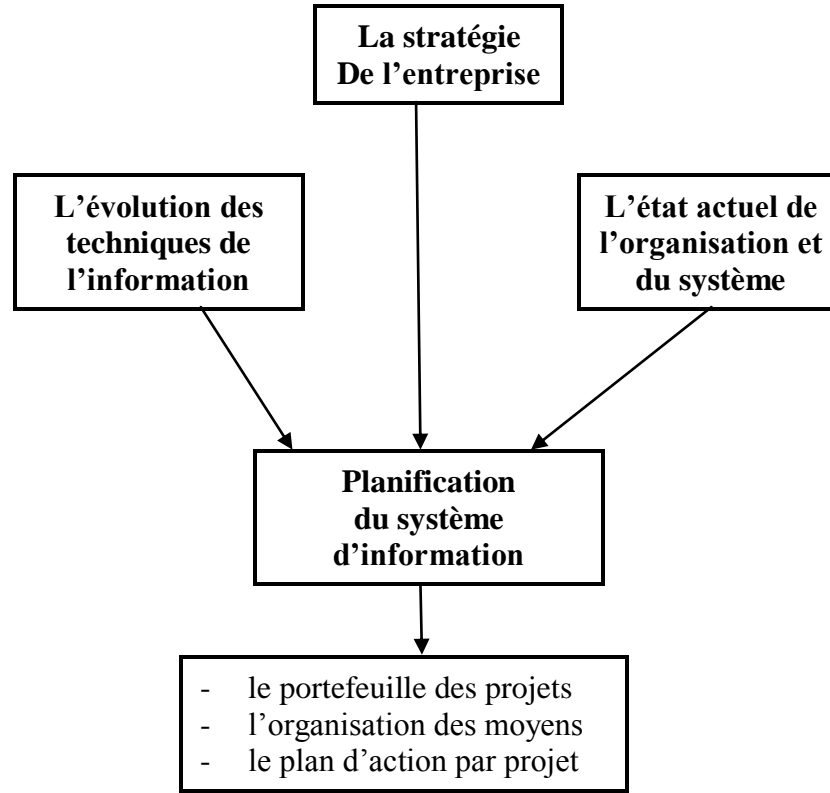 La stratégie
De l’entreprise
L’évolution des
techniques de
l’information
L’état actuel de
l’organisation et
du système
Planification
du système
d’information
- le portefeuille des projets
- l’organisation des moyens
- le plan d’action par projet